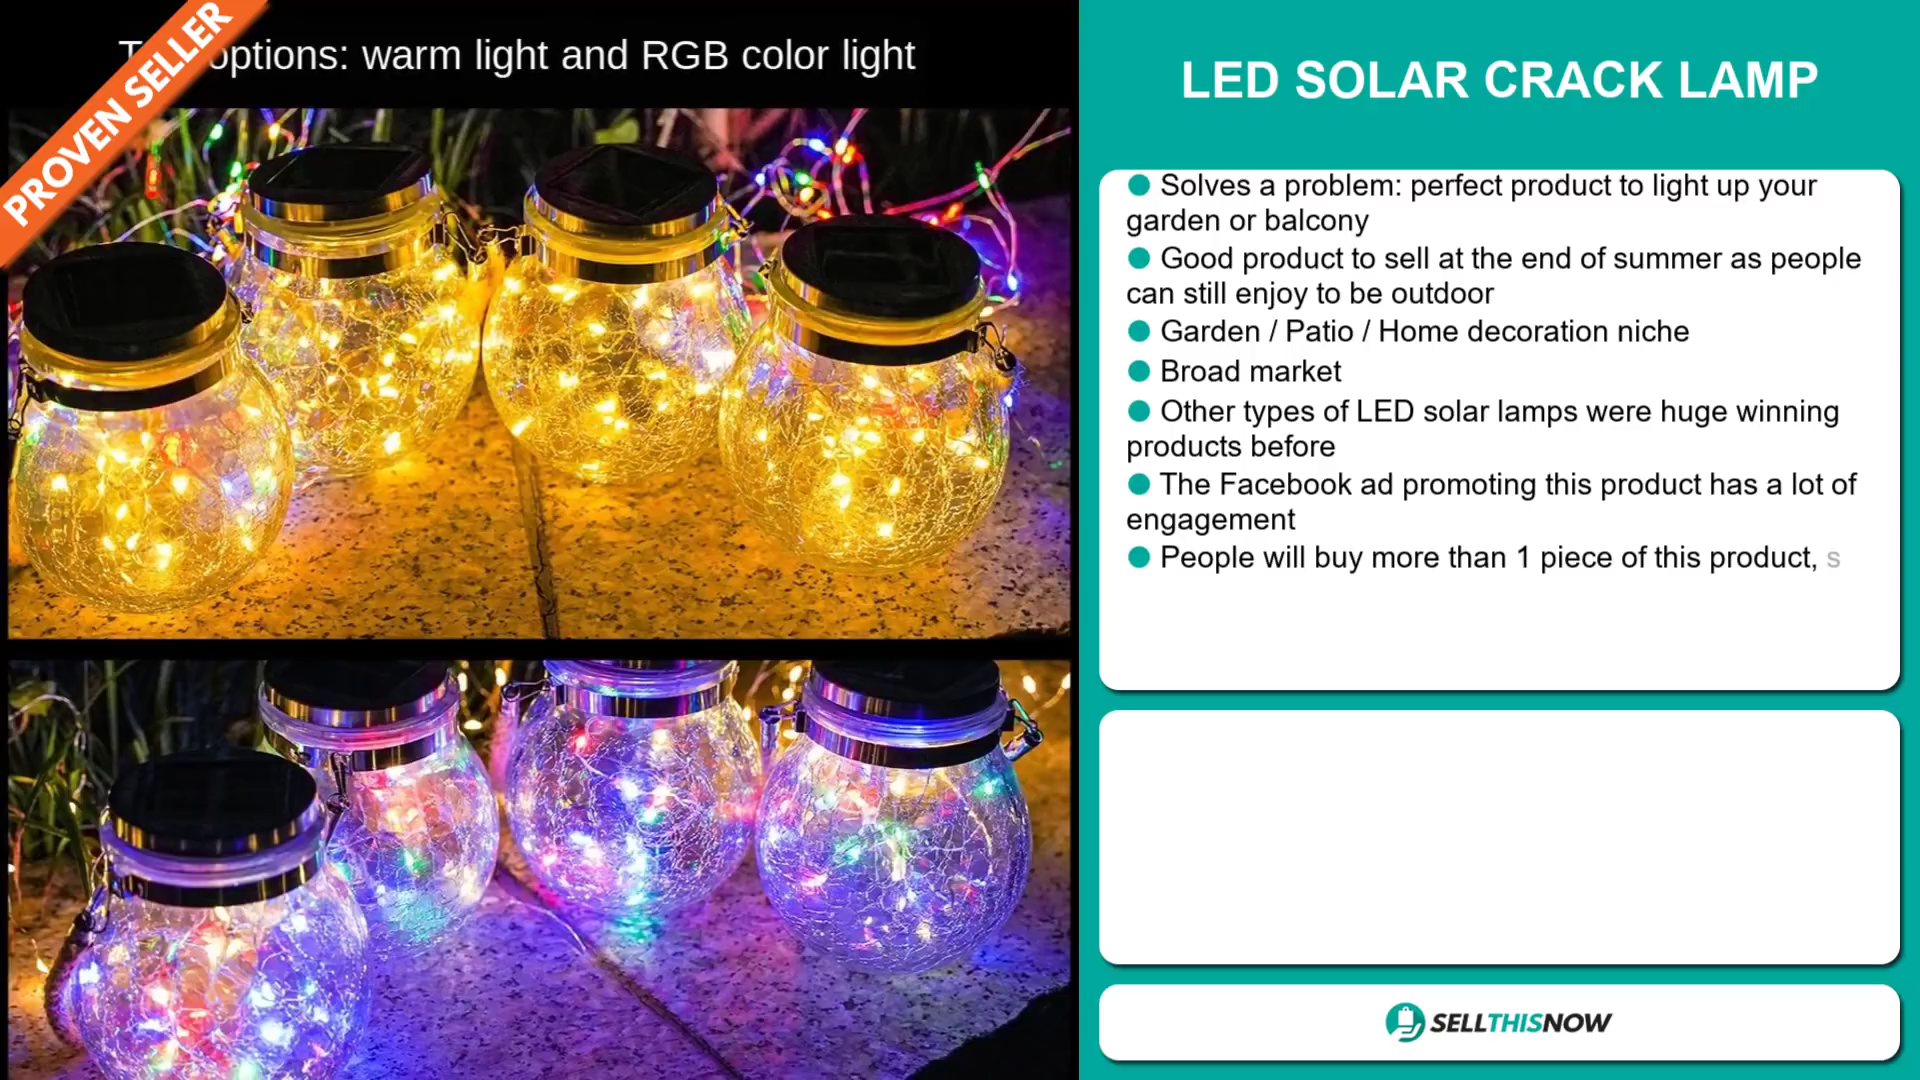 PROVEN SELLER
options: warm light and RGB color light
LED SOLAR CRACK LAMP
Solves a problem: perfect product to light up your
garden or balcony
Good product to sell at the end of summer as people
can still enjoy to be outdoor
Garden / Patio / Home decoration niche
Broad market
Other types of LED solar lamps were huge winning
products before
The Facebook ad promoting this product has a lot of
engagement
People will buy more than 1 piece of this product, s
SELLTHISNOW